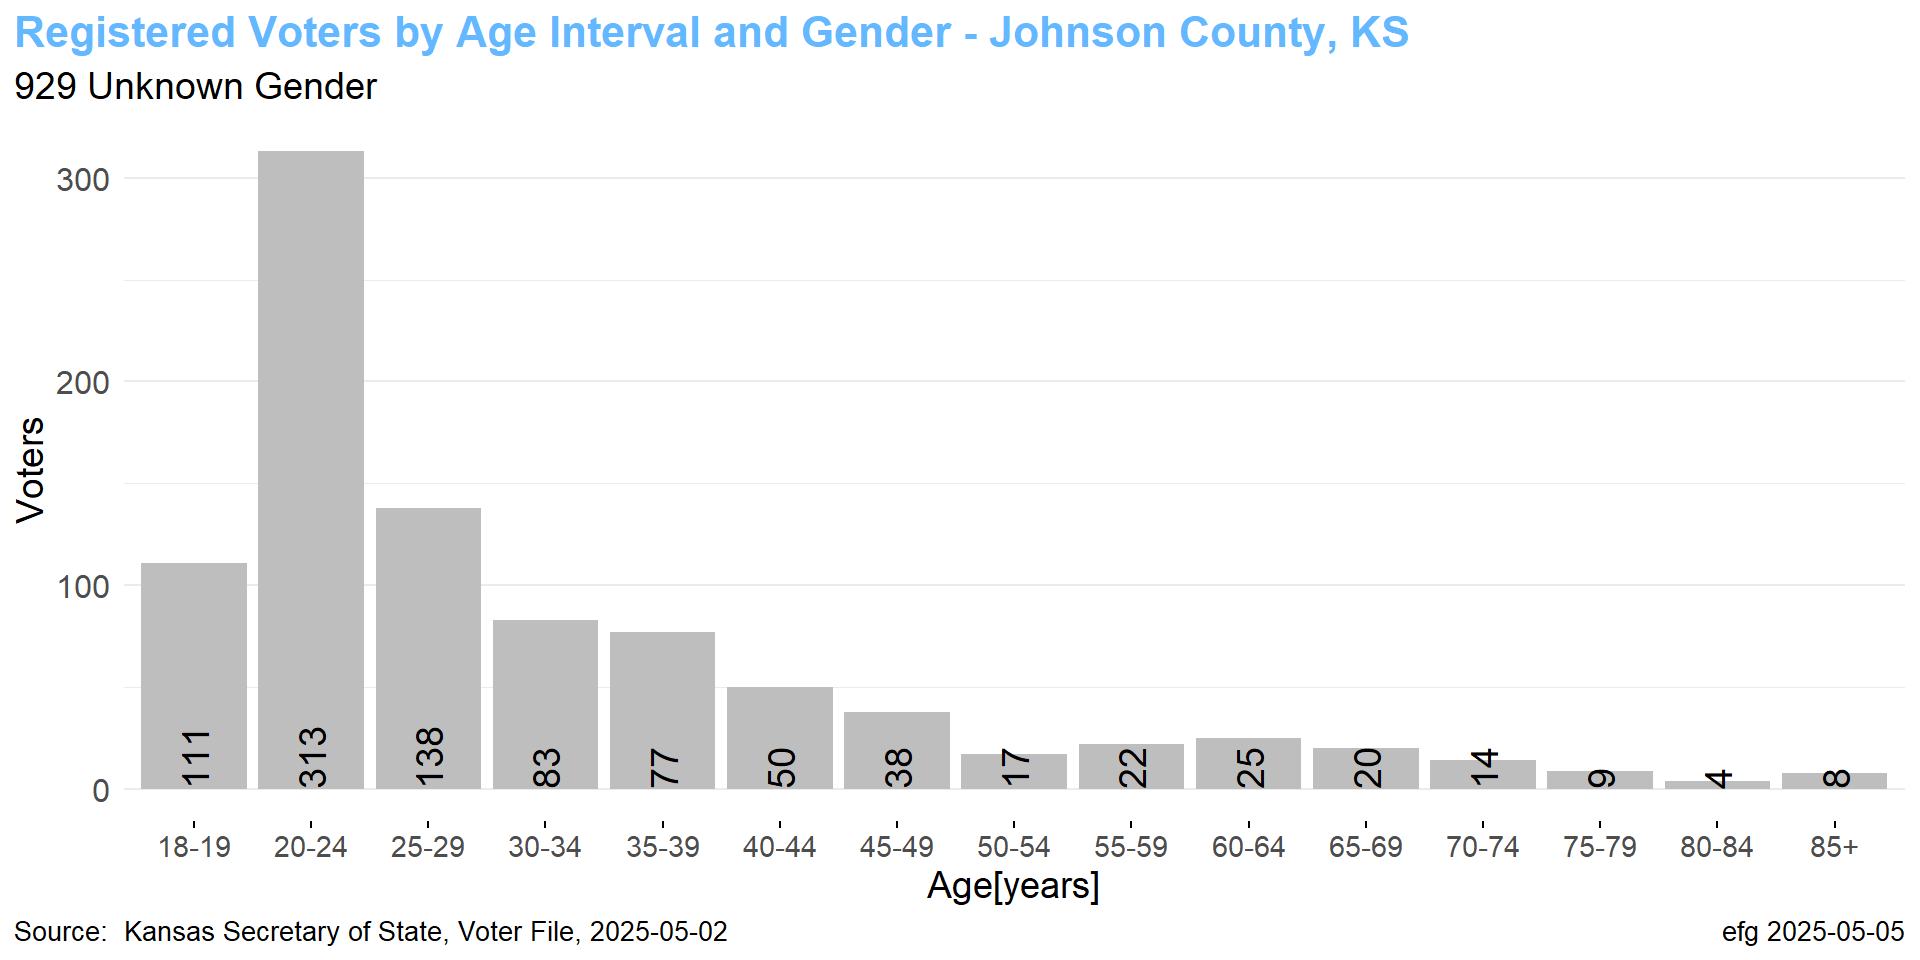 Registered Voters by Age Interval and Gender - Johnson County, KS
929 Unknown Gender
300
200
100
0
Voters
111 313 138 83 77 50 38 17 22 25 20 14 9 4 8
18-19 20-24 25-29 30-34 35-39 40-44 45-49 50-54 55-59 60-64 65-69 70-74 75-79 80-84 85+
Age[years]
Source:  Kansas Secretary of State, Voter File, 2025-05-02
efg 2025-05-05